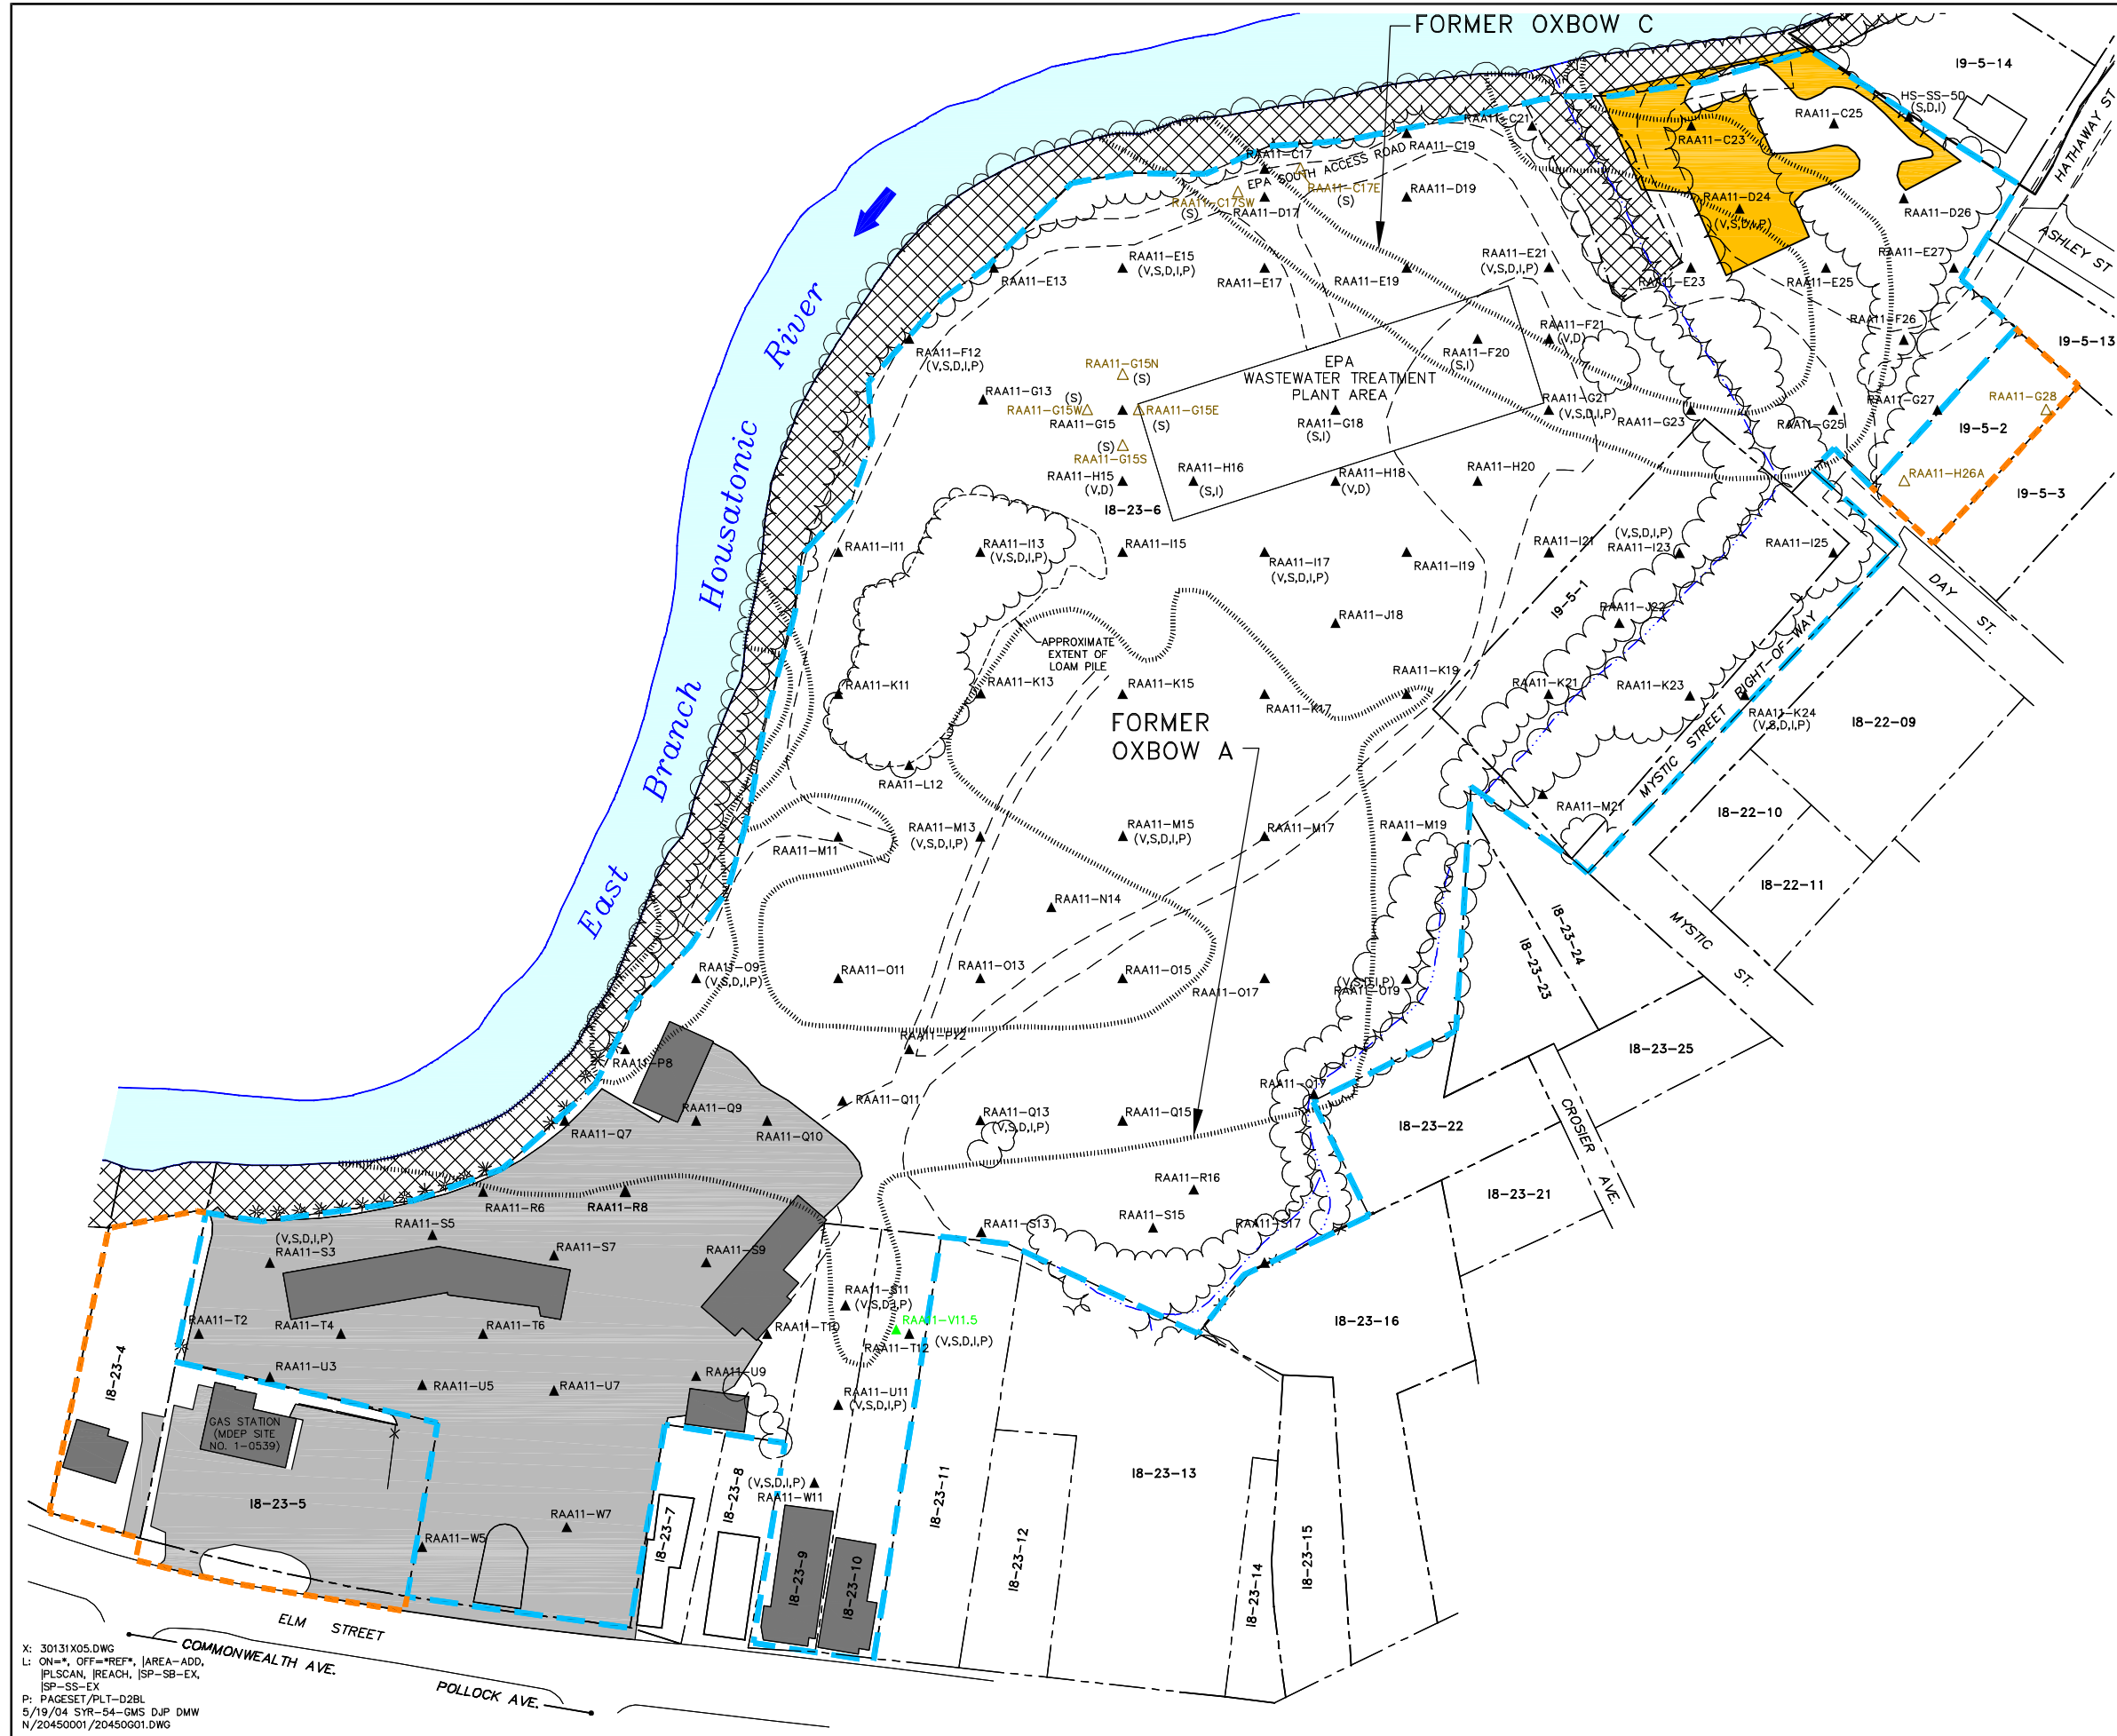 FORMER OXBOW C
19-5-14
HATHAWAY ST
HS-SS-50
(S,D,I)
RAA11-C25
RAA11-C21
RAA11-C23
RAA11-C19
RAA11-C17
EPA SOUTH ACCESS ROAD
RAA11-C17E
(S)
RAA11-C17SW
(S)
RAA11-D17
RAA11-D19
RAA11-D24
(V,S,D,I,P)
RAA11-D26
ASHLEY ST
RAA11-E13
RAA11-E15
(V,S,D,I,P)
RAA11-E17
RAA11-E19
RAA11-E21
(V,S,D,I,P)
RAA11-E23
RAA11-E25
RAA11-E27
RAA11-F12
(V,S,D,I,P)
RAA11-F20
(S,I)
RAA11-F21
(V,D)
RAA11-F26
19-5-13
EPA
WASTEWATER TREATMENT
PLANT AREA
RAA11-G13
RAA11-G15N
(S)
(S)
RAA11-G15W
RAA11-G15
RAA11-G15E
(S)
(S)
RAA11-G15S
RAA11-G18
(S,I)
RAA11-G21
(V,S,D,I,P)
RAA11-G23
RAA11-G25
RAA11-G27
RAA11-G28
19-5-2
RAA11-H15
(V,D)
RAA11-H16
(S,I)
RAA11-H18
(V,D)
RAA11-H20
RAA11-H26A
19-5-3
18-23-6
East Branch Housatonic River
RAA11-I11
RAA11-I13
(V,S,D,I,P)
RAA11-I15
RAA11-I17
(V,S,D,I,P)
RAA11-I19
RAA11-I21
(V,S,D,I,P)
RAA11-I23
RAA11-I25
DAY ST.
19-5-1
RAA11-J18
RAA11-J22
APPROXIMATE
EXTENT OF
LOAM PILE
RAA11-K11
RAA11-K13
RAA11-K15
RAA11-K17
RAA11-K19
RAA11-K21
RAA11-K23
RAA11-K24
(V,S,D,I,P)
MYSTIC STREET RIGHT-OF-WAY
18-22-09
FORMER
OXBOW A
RAA11-L12
RAA11-M11
RAA11-M13
(V,S,D,I,P)
RAA11-M15
(V,S,D,I,P)
RAA11-M17
RAA11-M19
RAA11-M21
18-22-10
18-22-11
MYSTIC ST.
RAA11-N14
18-23-24
18-23-23
RAA11-O9
(V,S,D,I,P)
RAA11-O11
RAA11-O13
RAA11-O15
RAA11-O17
(V,S,D,I,P)
RAA11-O19
RAA11-P8
RAA11-P12
18-23-25
RAA11-Q7
RAA11-Q9
RAA11-Q10
RAA11-Q11
RAA11-Q13
(V,S,D,I,P)
RAA11-Q15
RAA11-Q17
18-23-22
CROSIER AVE.
18-23-21
RAA11-R6
RAA11-R8
RAA11-R16
(V,S,D,I,P)
RAA11-S3
RAA11-S5
RAA11-S7
RAA11-S9
RAA11-S11
(V,S,D,I,P)
RAA11-S13
RAA11-S15
RAA11-S17
18-23-16
RAA11-V11.5
RAA11-T2
RAA11-T4
RAA11-T6
RAA11-T10
RAA11-T12
(V,S,D,I,P)
18-23-4
RAA11-U3
RAA11-U5
RAA11-U7
RAA11-U9
RAA11-U11
(V,S,D,I,P)
GAS STATION
(MDEP SITE
NO. 1-0539)
18-23-5
RAA11-W5
RAA11-W7
(V,S,D,I,P)
RAA11-W11
18-23-7
18-23-8
18-23-9
18-23-10
18-23-11
18-23-12
18-23-13
18-23-14
18-23-15
ELM STREET
COMMONWEALTH AVE.
POLLOCK AVE.
X: 30131X05.DWG
L: ON=*, OFF=*REF*, |AREA-ADD,
|PLSCAN, |REACH, |SP-SB-EX,
|SP-SS-EX
P: PAGESET/PLT-D2BL
5/19/04 SYR-54-GMS DJP DMW
N/20450001/20450G01.DWG